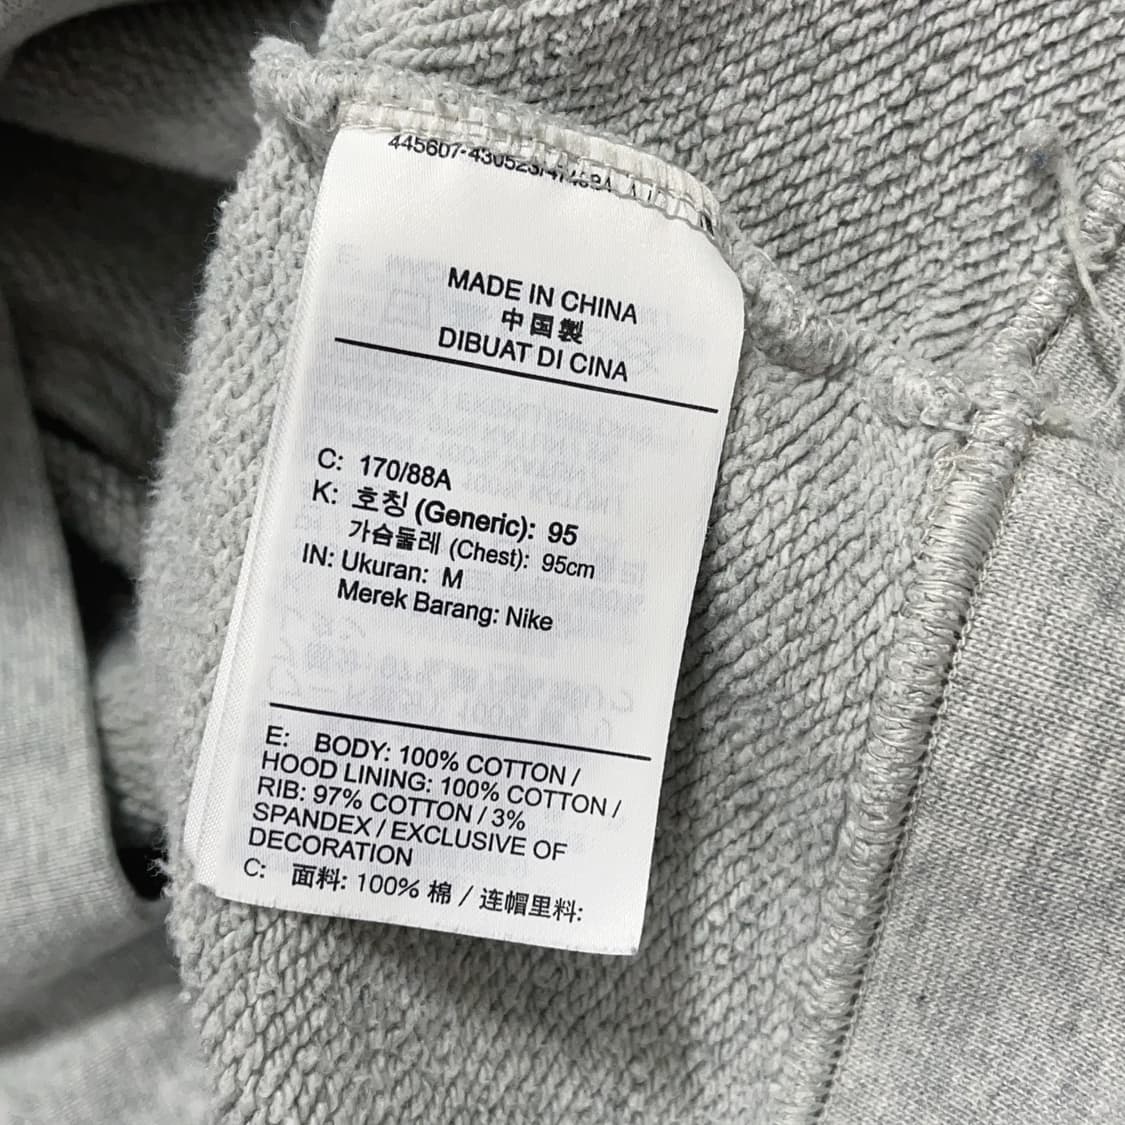 445607-430523/
MADE IN CHINA
中国製
DIBUAT DI CINA
C: 170/88A
K: 호칭 (Generic): 95
가슴둘레 (Chest): 95cm
IN: Ukuran: M
Merek Barang: Nike
E: BODY: 100% COTTON /
HOOD LINING: 100% COTTON /
RIB: 97% COTTON / 3%
SPANDEX / EXCLUSIVE OF
DECORATION
C: 面料: 100% 棉 / 连帽里料: